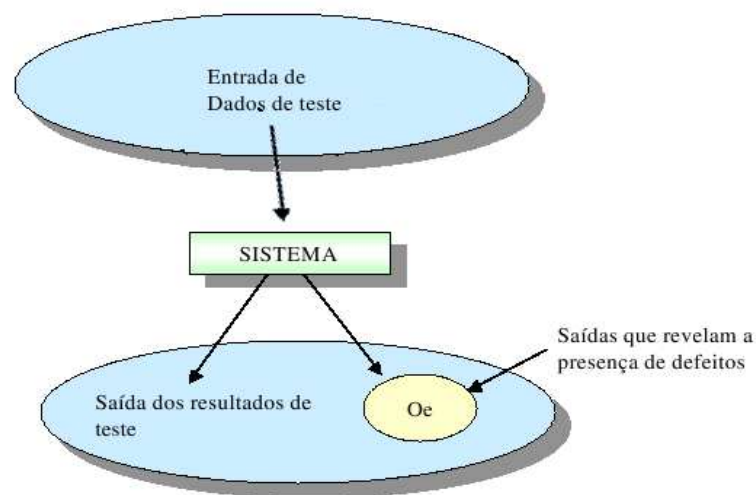 Entrada de
Dados de teste
SISTEMA
Saídas que revelam a
presença de defeitos
Saída dos resultados de
teste
Oe